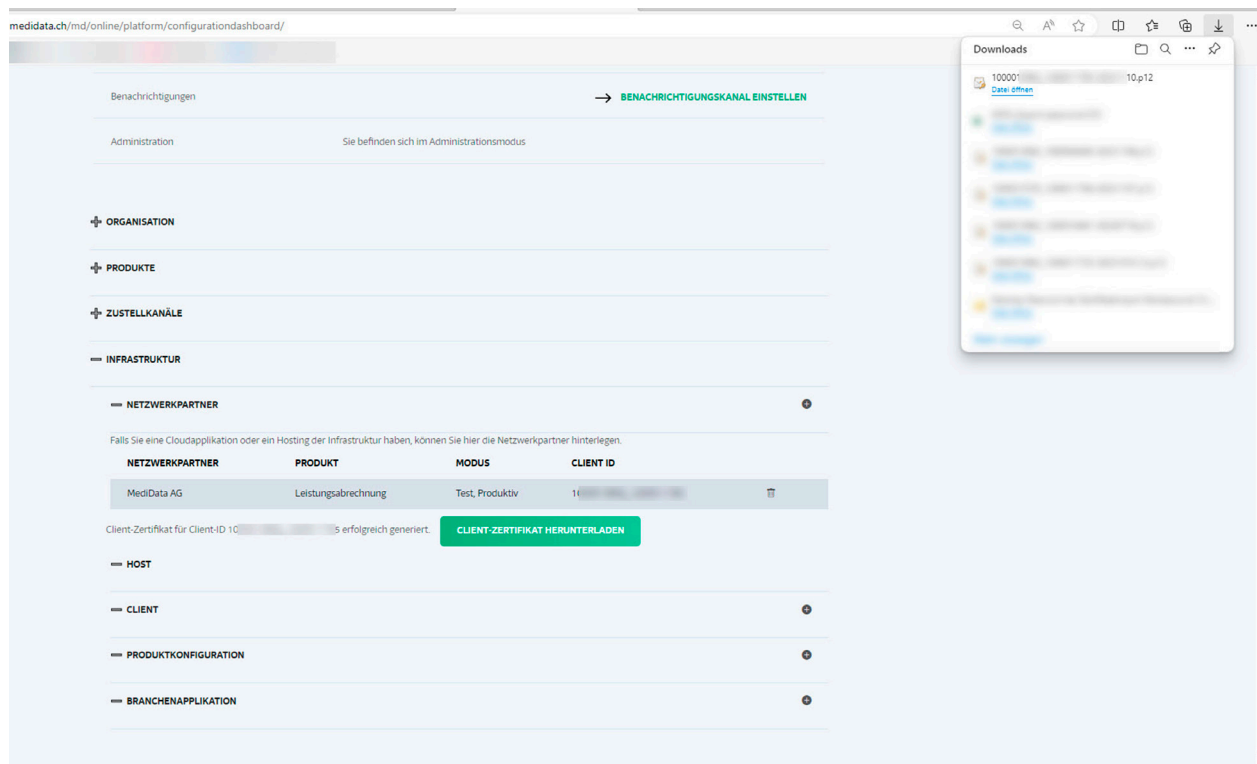 medidata.ch/md/online/platform/configurationdashboard/
Downloads
100001 10.p12
Datei öffnen
Benachrichtigungen → BENACHRICHTIGUNGSKANAL EINSTELLEN
Administration Sie befinden sich im Administrationsmodus
ORGANISATION
PRODUKTE
ZUSTELLKANÄLE
INFRASTRUKTUR
NETZWERKPARTNER
Falls Sie eine Cloudapplikation oder ein Hosting der Infrastruktur haben, können Sie hier die Netzwerkpartner hinterlegen.
NETZWERKPARTNER PRODUKT MODUS CLIENT ID
MediData AG Leistungsabrechnung Test, Produktiv
Client-Zertifikat für Client-ID 10 5 erfolgreich generiert. CLIENT-ZERTIFIKAT HERUNTERLADEN
HOST
CLIENT
PRODUKTKONFIGURATION
BRANCHENAPPLIKATION